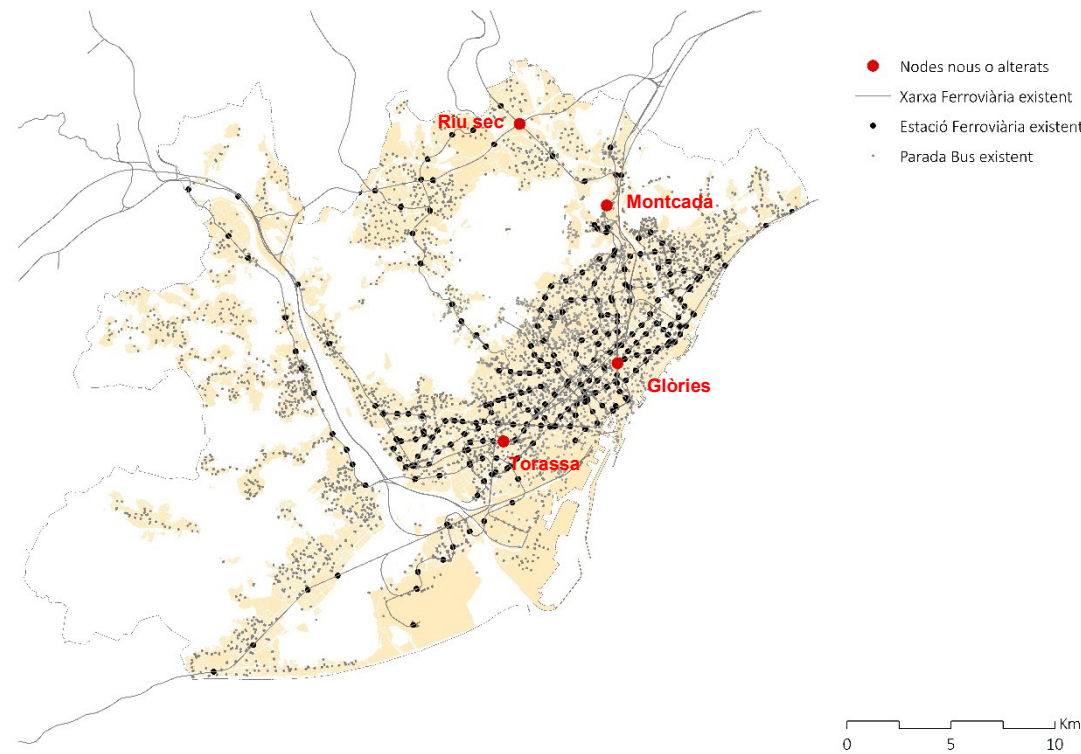 Nodes nous o alterats
Xarxa Ferroviària existent
Estació Ferroviària existent
Parada Bus existent
Riu sec
Montcada
Glòries
Torassa
Km
0 5 10